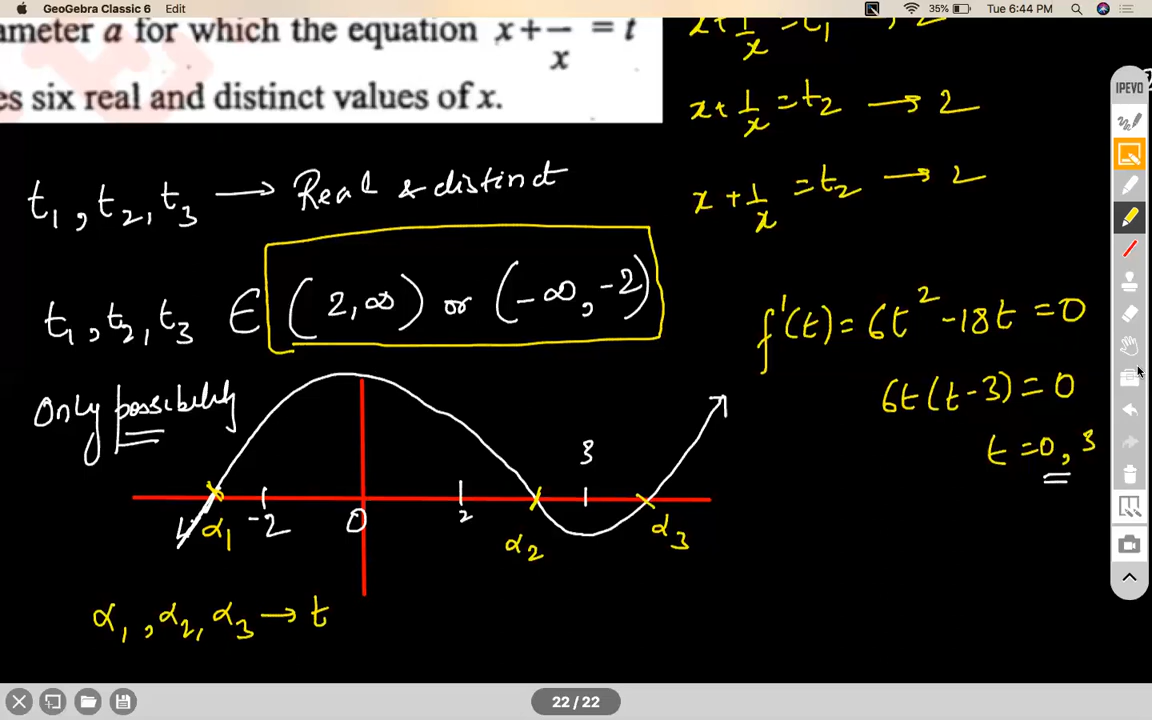 GeoGebra Classic 6 Edit 35% Tue 6:44 PM
ameter a for which the equation x+—/x = t
es six real and distinct values of x.
x+1/x = t1
x+1/x = t2 → 2
x+1/x = t2 → 2
IPEVO
t1, t2, t3 → Real & distinct
t1, t2, t3 ∈ (2,∞) or (-∞,-2)
Only possibility
f'(t) = 6t² -18t = 0
6t(t-3) = 0
t = 0, 3
3
α1 -2 0 2 α2 α3
α1, α2, α3 → t
22 / 22